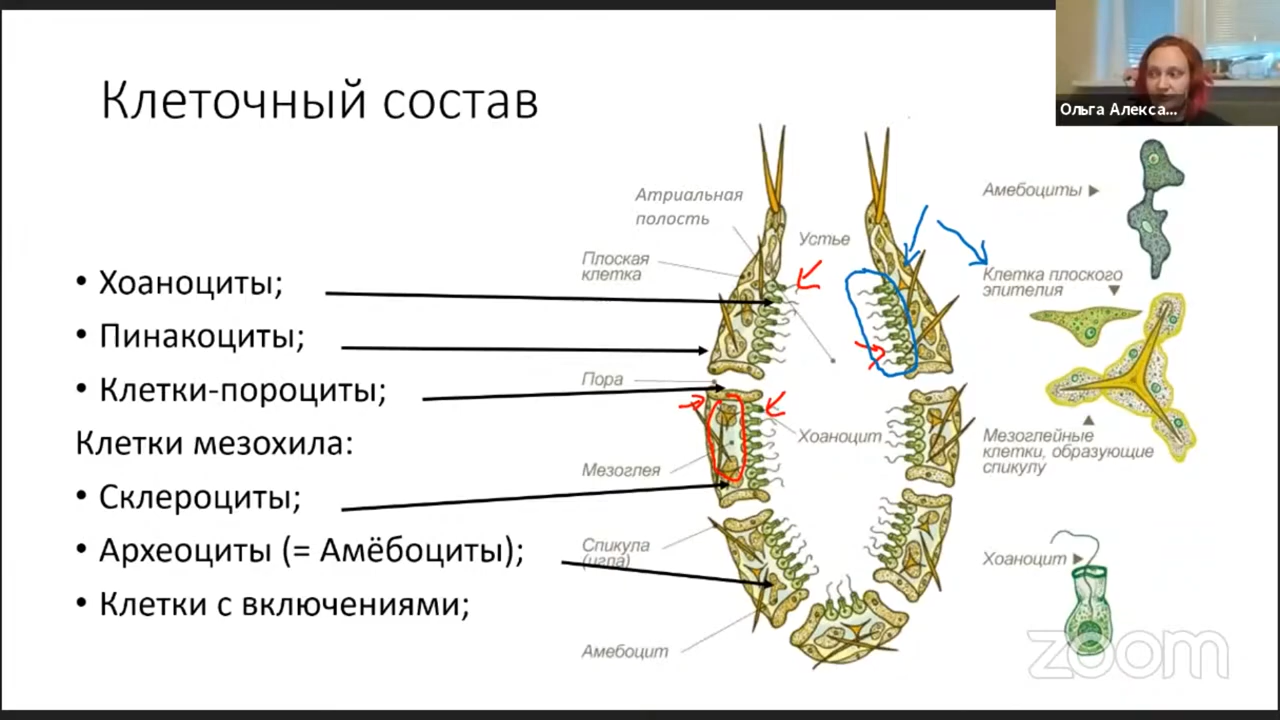 Клеточный состав
Ольга Алекса...
• Хоаноциты;
• Пинакоциты;
• Клетки-пороциты;
Клетки мезохила:
• Склероциты;
• Археоциты (= Амёбоциты);
• Клетки с включениями;
Атриальная
полость
Устье
Плоская
клетка
Пора
Хоаноцит
Мезоглея
Спикула
(игла)
Амебоцит
Амебоциты
Клетка плоского
эпителия
Мезоглейные
клетки, образующие
спикулу
Хоаноцит
zoom